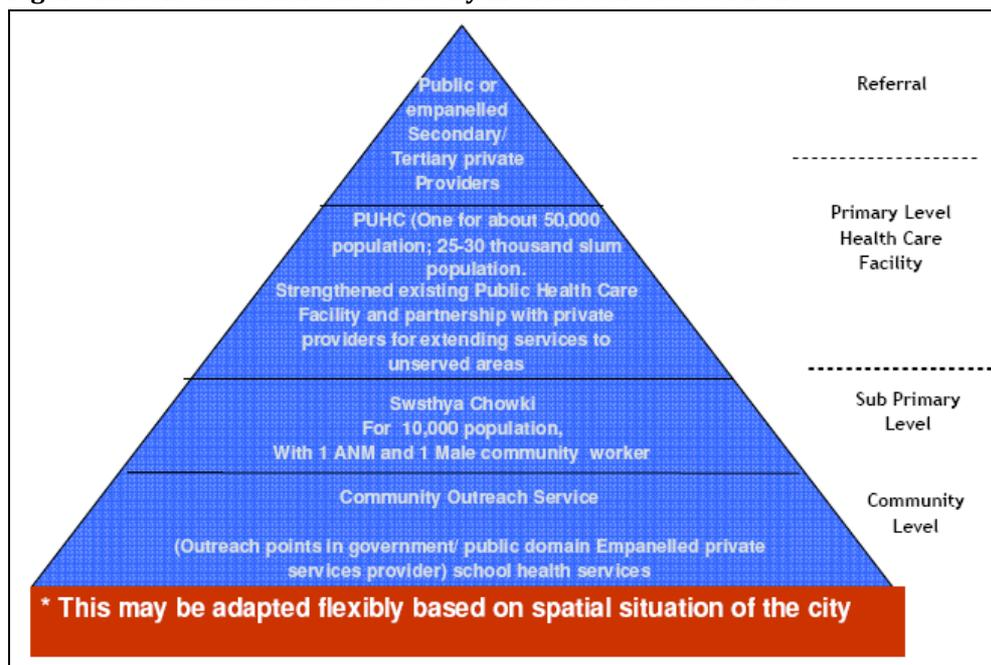 Public or
empanelled
Secondary/
Tertiary private
Providers
Referral
PUHC (One for about 50,000
population; 25-30 thousand slum
population.
Strengthened existing Public Health Care
Facility and partnership with private
providers for extending services to
unserved areas
Primary Level
Health Care
Facility
Swsthya Chowki
For 10,000 population,
With 1 ANM and 1 Male community worker
Sub Primary
Level
Community Outreach Service
(Outreach points in government/ public domain Empanelled private
services provider) school health services
Community
Level
* This may be adapted flexibly based on spatial situation of the city